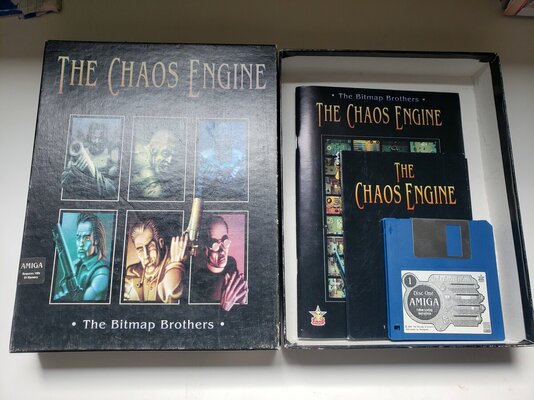 THE CHAOS ENGINE
AMIGA
• The Bitmap Brothers •
• The Bitmap Brothers •
THE CHAOS ENGINE
THE
CHAOS ENGINE
1
Disc One
AMIGA